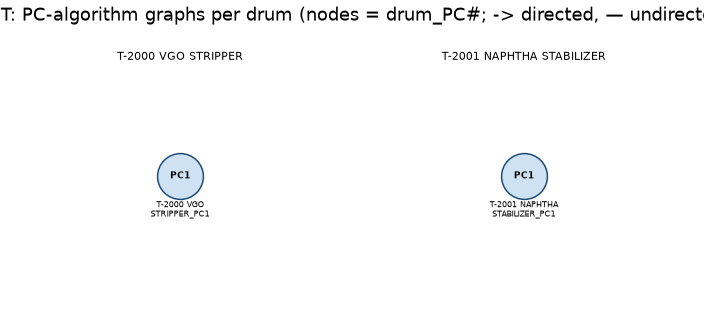 T: PC-algorithm graphs per drum (nodes = drum_PC#; -> directed, — undirecte
T-2000 VGO STRIPPER
T-2001 NAPHTHA STABILIZER
PC1
PC1
T-2000 VGO
STRIPPER_PC1
T-2001 NAPHTHA
STABILIZER_PC1